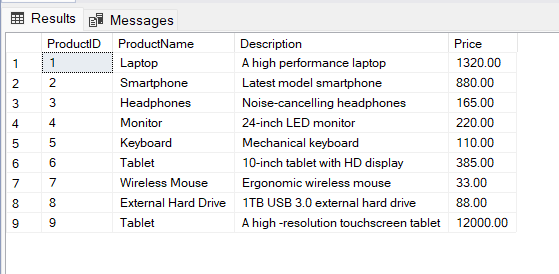 Results Messages
ProductID ProductName Description Price
1 1 Laptop A high performance laptop 1320.00
2 2 Smartphone Latest model smartphone 880.00
3 3 Headphones Noise-cancelling headphones 165.00
4 4 Monitor 24-inch LED monitor 220.00
5 5 Keyboard Mechanical keyboard 110.00
6 6 Tablet 10-inch tablet with HD display 385.00
7 7 Wireless Mouse Ergonomic wireless mouse 33.00
8 8 External Hard Drive 1TB USB 3.0 external hard drive 88.00
9 9 Tablet A high -resolution touchscreen tablet 12000.00